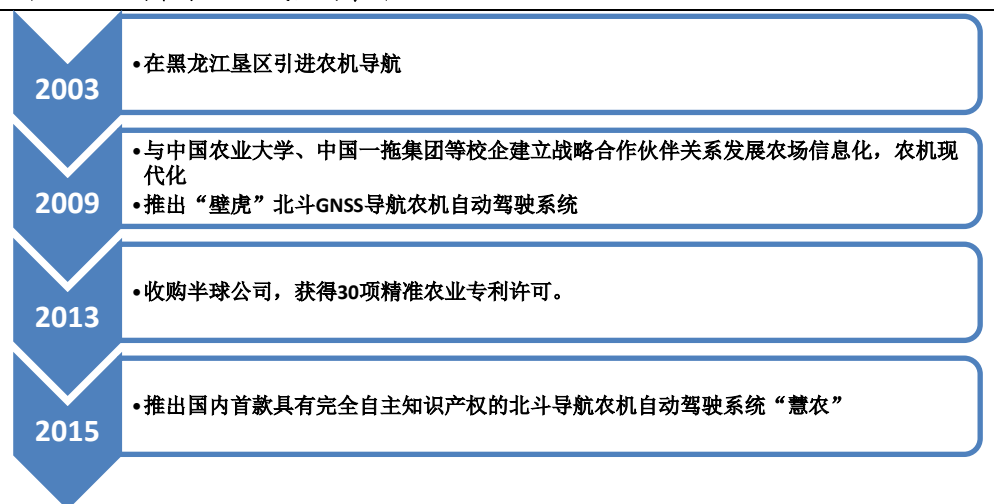 2003
•在黑龙江垦区引进农机导航
2009
•与中国农业大学、中国一拖集团等校企建立战略合作伙伴关系发展农场信息化，农机现
代化
•推出“壁虎”北斗GNSS导航农机自动驾驶系统
2013
•收购半球公司，获得30项精准农业专利许可。
2015
•推出国内首款具有完全自主知识产权的北斗导航农机自动驾驶系统“慧农”